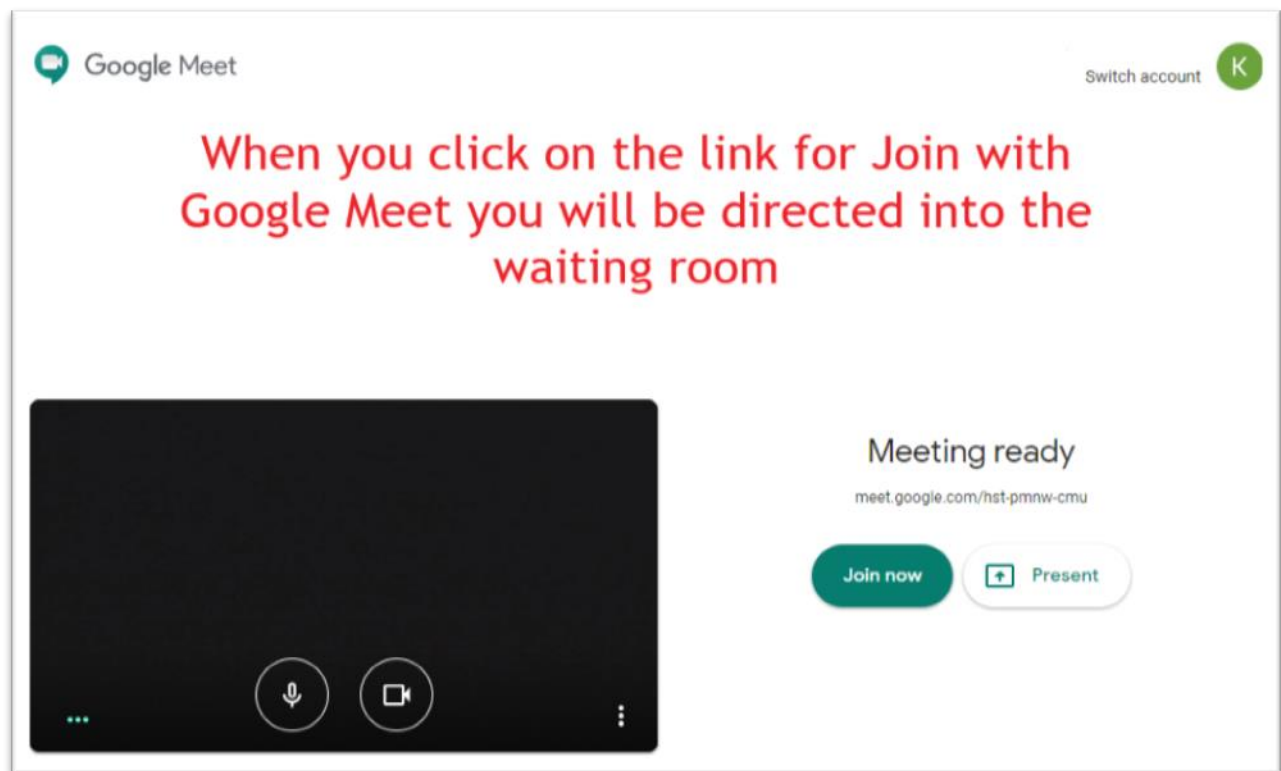 Google Meet
Switch account
K
When you click on the link for Join with
Google Meet you will be directed into the
waiting room
Meeting ready
meet.google.com/hst-pmnw-cmu
Join now
Present